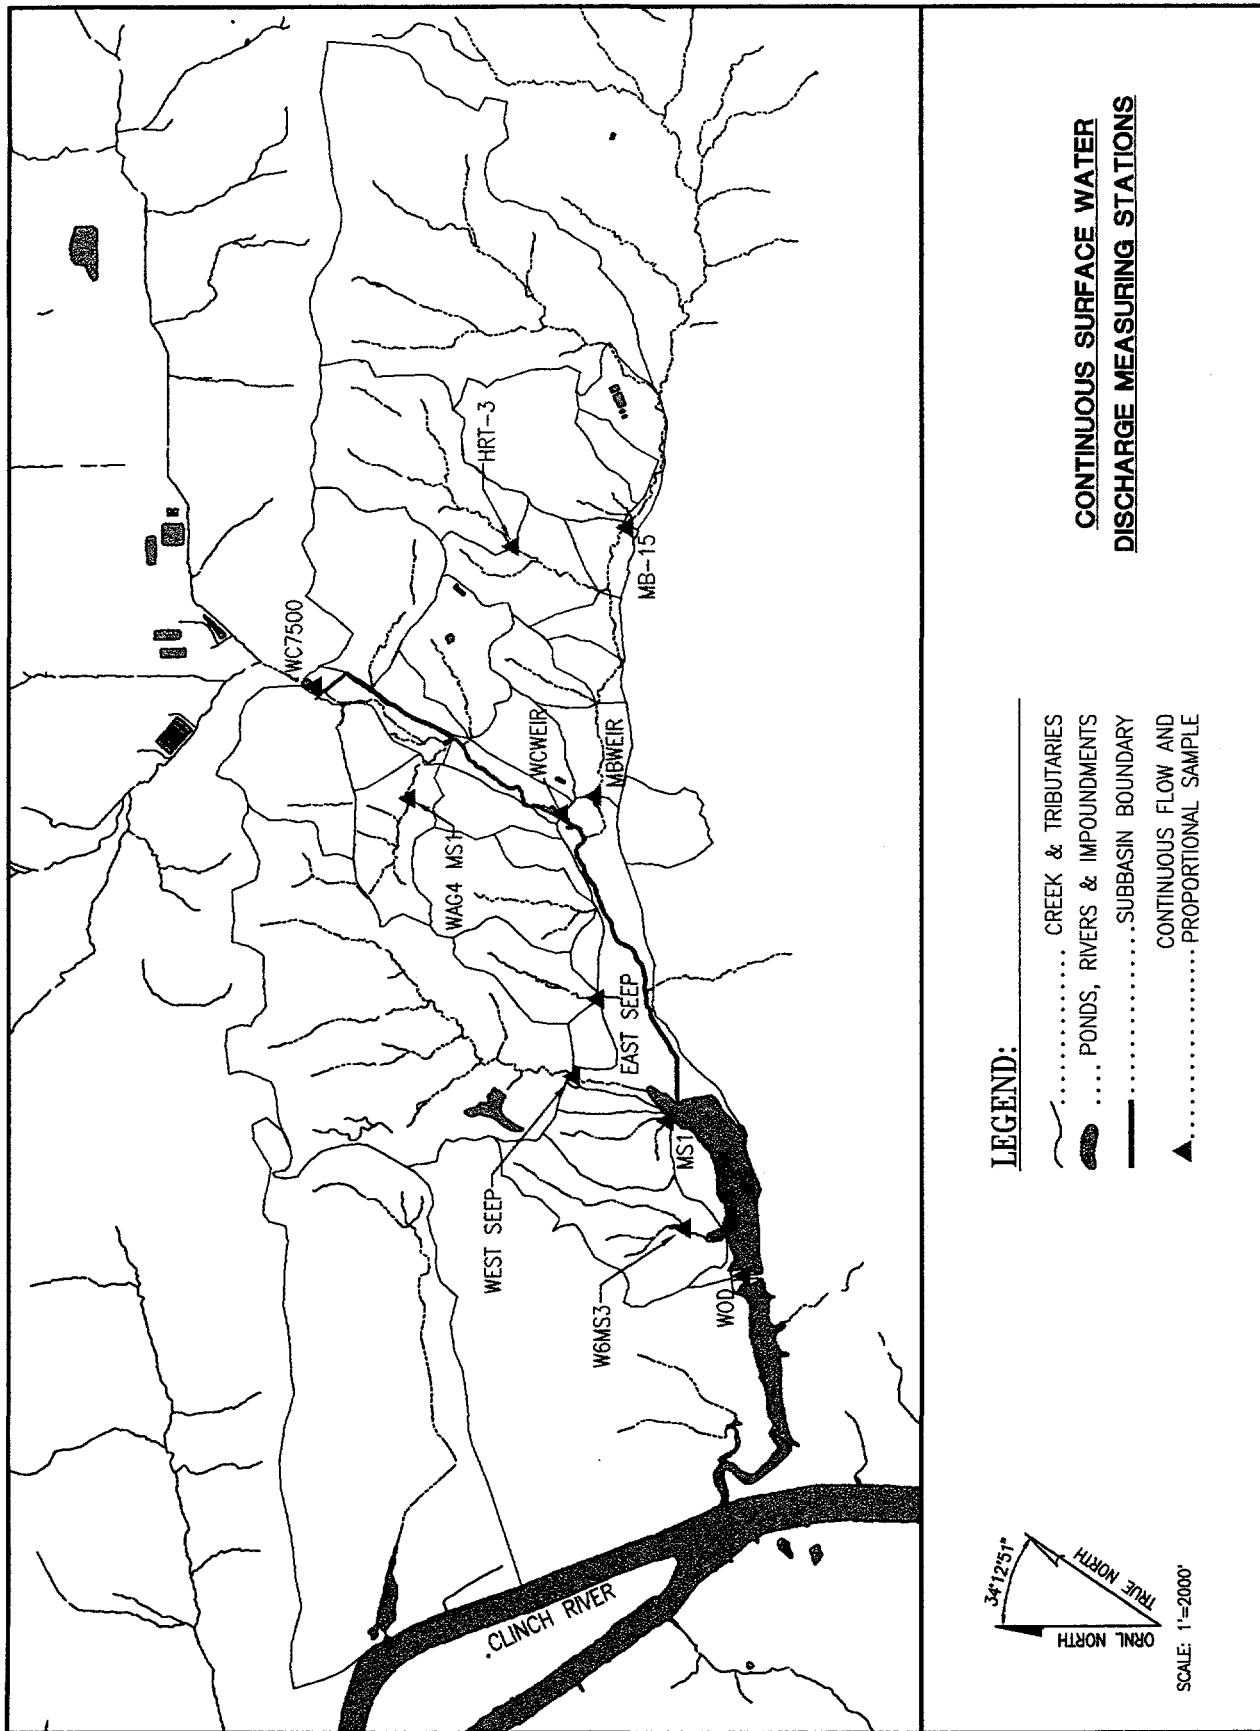 WC7500
HRT-3
WAG4 MS1
WCWEIR
MBWEIR
MB-15
EAST SEEP
WEST SEEP
MS1
W6MS3
WOD
CLINCH RIVER
LEGEND:
CREEK & TRIBUTARIES
PONDS, RIVERS & IMPOUNDMENTS
SUBBASIN BOUNDARY
CONTINUOUS FLOW AND
PROPORTIONAL SAMPLE
CONTINUOUS SURFACE WATER
DISCHARGE MEASURING STATIONS
34°12'51"
ORNL NORTH
TRUE NORTH
SCALE: 1"=2000'